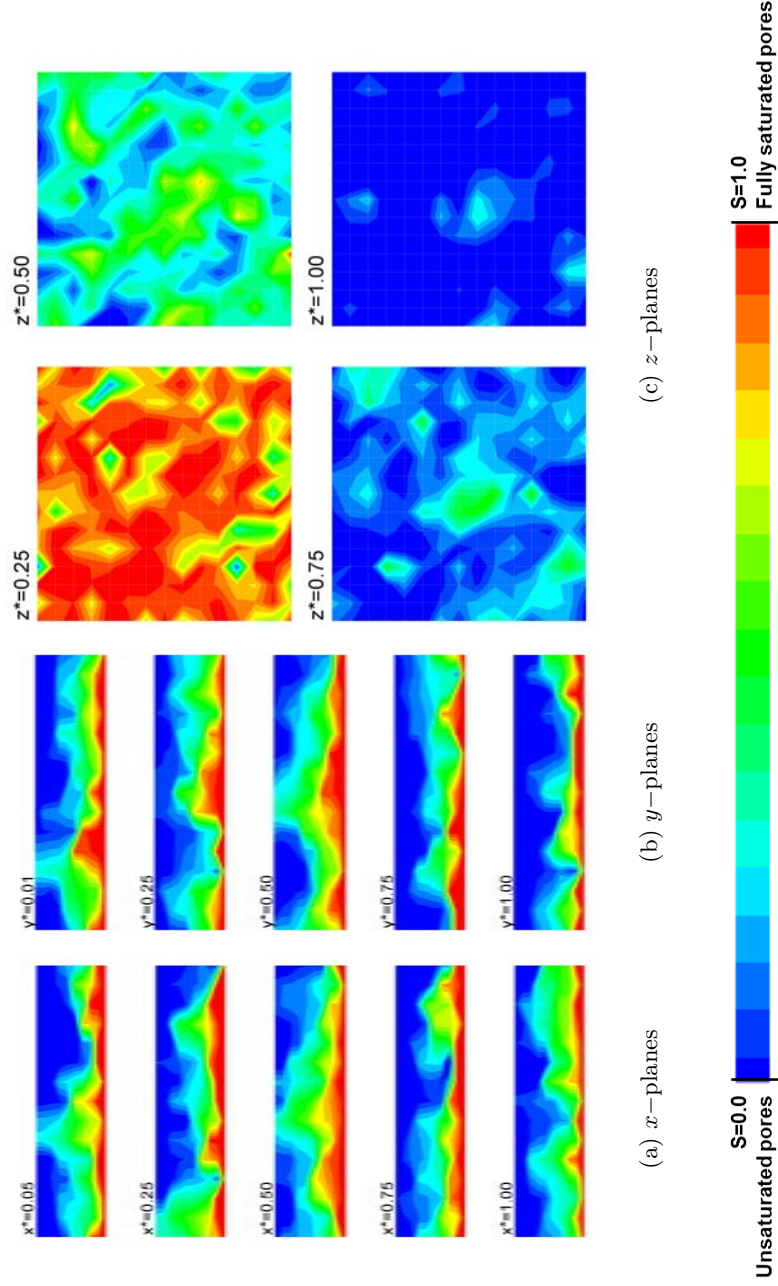 x*=0.05
x*=0.25
x*=0.50
x*=0.75
x*=1.00
(a) x−planes
y*=0.01
y*=0.25
y*=0.50
y*=0.75
y*=1.00
(b) y−planes
z*=0.25
z*=0.50
z*=0.75
z*=1.00
(c) z−planes
S=0.0
Unsaturated pores
S=1.0
Fully saturated pores